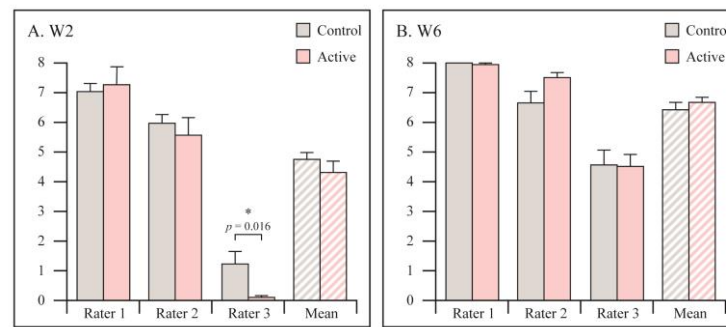 A. W2
Control
Active
8
7
6
5
4
3
2
1
0
*
p = 0.016
Rater 1 Rater 2 Rater 3 Mean
B. W6
Control
Active
8
7
6
5
4
3
2
1
0
Rater 1 Rater 2 Rater 3 Mean